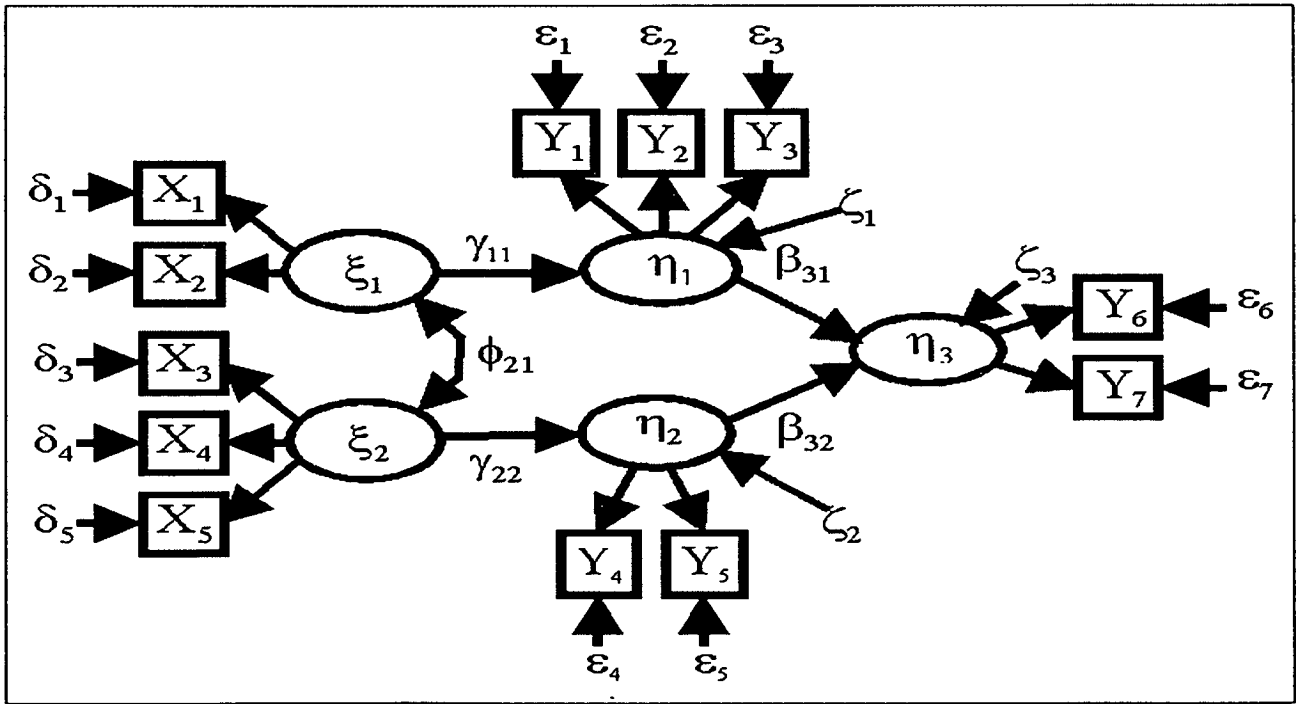 ε₁ ε₂ ε₃
Y₁ Y₂ Y₃
δ₁ X₁
ζ₁
δ₂ X₂ ξ₁ γ₁₁ η₁ β₃₁
ζ₃
Y₆ ε₆
δ₃ X₃ ϕ₂₁ η₃
Y₇ ε₇
δ₄ X₄ ξ₂ γ₂₂ η₂ β₃₂
δ₅ X₅ ζ₂
Y₄ Y₅
ε₄ ε₅